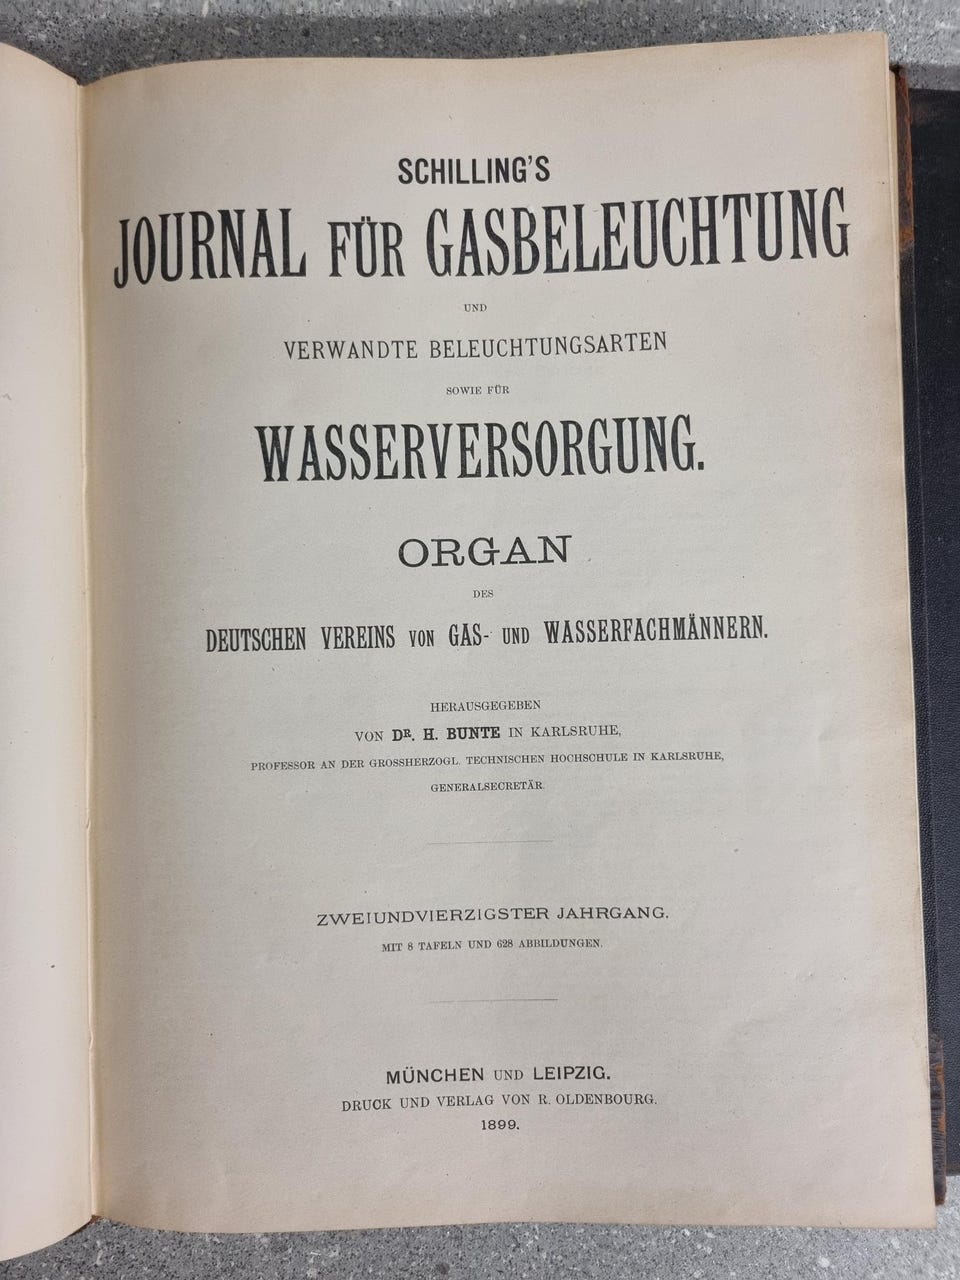 SCHILLING'S
JOURNAL FÜR GASBELEUCHTUNG
UND
VERWANDTE BELEUCHTUNGSARTEN
SOWIE FÜR
WASSERVERSORGUNG.
ORGAN
DES
DEUTSCHEN VEREINS VON GAS- UND WASSERFACHMÄNNERN.
HERAUSGEGEBEN
VON DR. H. BUNTE IN KARLSRUHE,
PROFESSOR AN DER GROSSHERZOGL. TECHNISCHEN HOCHSCHULE IN KARLSRUHE,
GENERALSECRETÄR.
ZWEIUNDVIERZIGSTER JAHRGANG.
MIT 8 TAFELN UND 628 ABBILDUNGEN.
MÜNCHEN UND LEIPZIG.
DRUCK UND VERLAG VON R. OLDENBOURG.
1899.